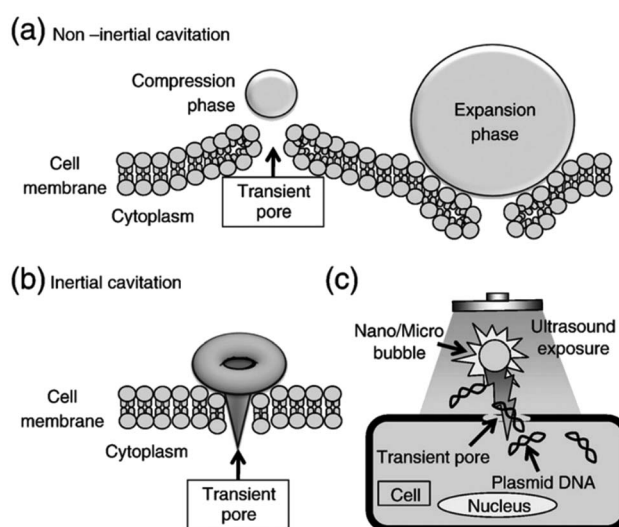 (a) Non –inertial cavitation
Compression
phase
Expansion
phase
Cell
membrane
Transient
pore
Cytoplasm
(b) Inertial cavitation
Cell
membrane
Cytoplasm
Transient
pore
(c)
Nano/Micro
bubble
Ultrasound
exposure
Transient pore
Plasmid DNA
Cell
Nucleus